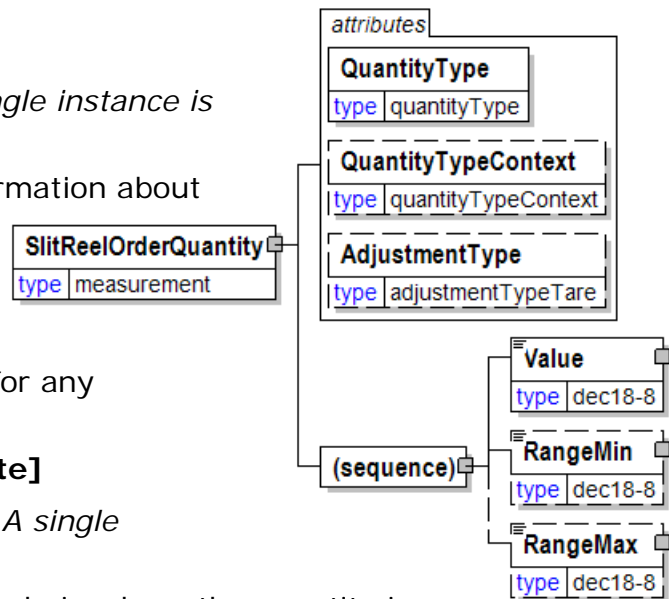 ngle instance is
rmation about
for any
te]
A single
attributes
QuantityType
type quantityType
QuantityTypeContext
type quantityTypeContext
AdjustmentType
type adjustmentTypeTare
SlitReelOrderQuantity
type measurement
(sequence)
Value
type dec18-8
RangeMin
type dec18-8
RangeMax
type dec18-8